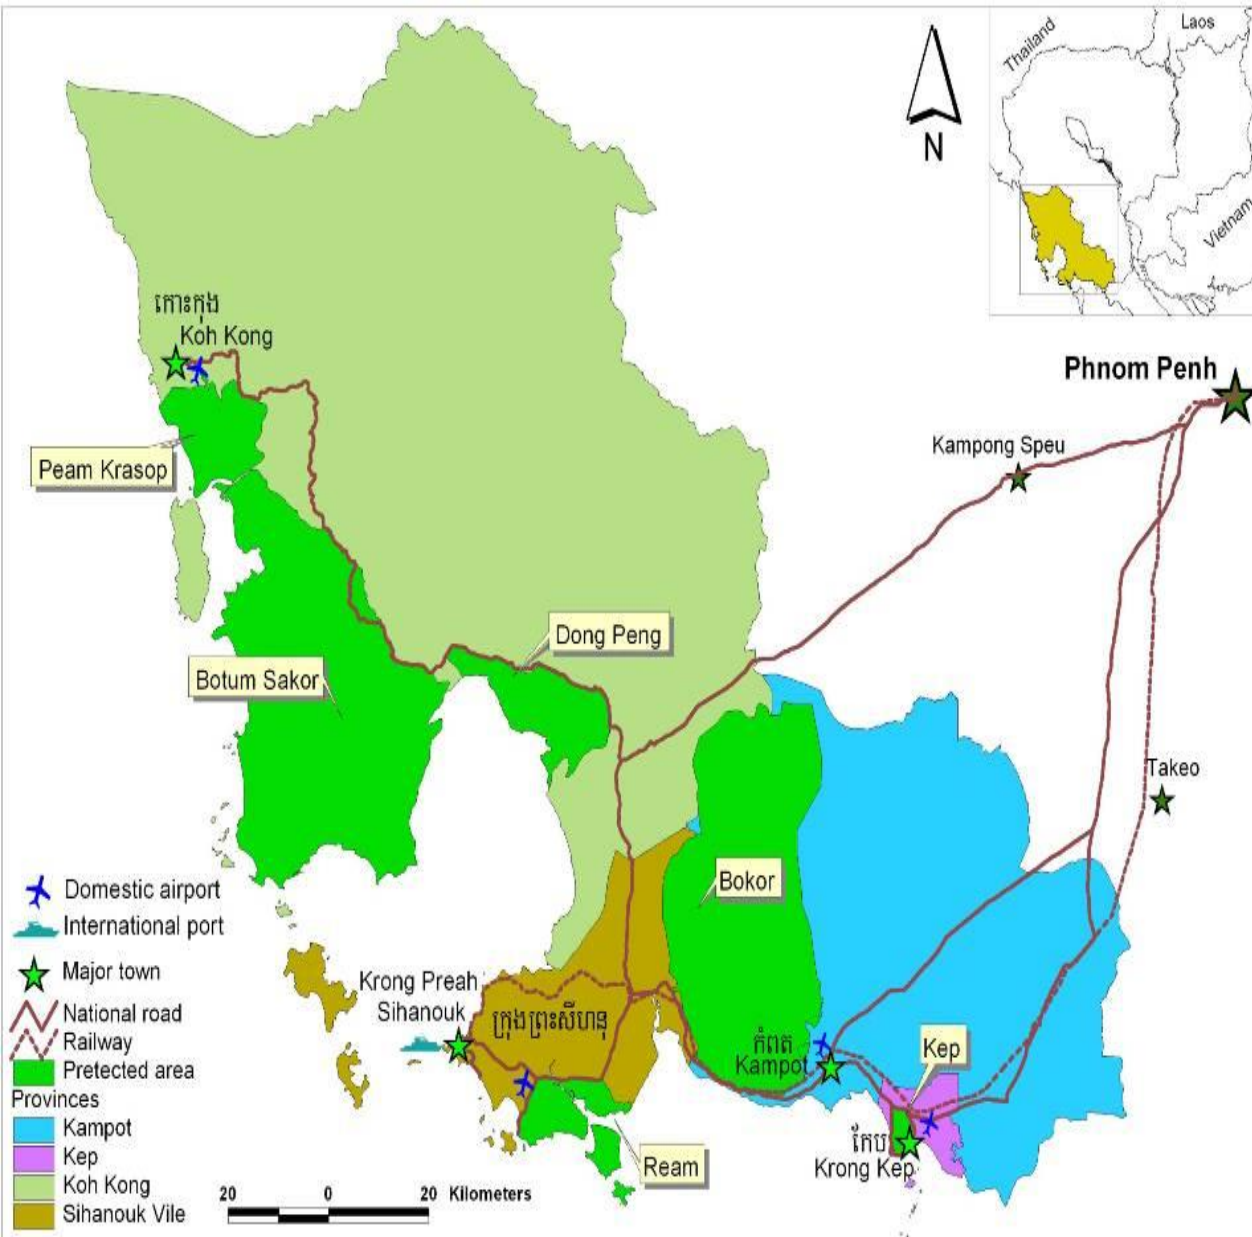 Thailand
Laos
Vietnam
N
កោះកុង
Koh Kong
Phnom Penh
Kampong Speu
Peam Krasop
Dong Peng
Botum Sakor
Takeo
Bokor
Domestic airport
International port
Major town
National road
Railway
Pretected area
Provinces
Kampot
Kep
Koh Kong
Sihanouk Vile
Krong Preah
Sihanouk
ក្រុងព្រះសីហនុ
កំពត
Kampot
Kep
កែប
Krong Kep
Ream
20 0 20 Kilometers